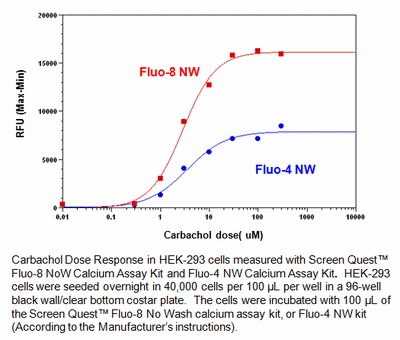 20000
15000
10000
5000
0
RFU (Max-Min)
Fluo-8 NW
Fluo-4 NW
0.01 0.1 1 10 100 1000
Carbachol dose( uM)
Carbachol Dose Response in HEK-293 cells measured with Screen Quest™
Fluo-8 NoW Calcium Assay Kit and Fluo-4 NW Calcium Assay Kit. HEK-293
cells were seeded overnight in 40,000 cells per 100 µL per well in a 96-well
black wall/clear bottom costar plate. The cells were incubated with 100 µL of
the Screen Quest™ Fluo-8 No Wash calcium assay kit, or Fluo-4 NW kit
(According to the Manufacturer's instructions).